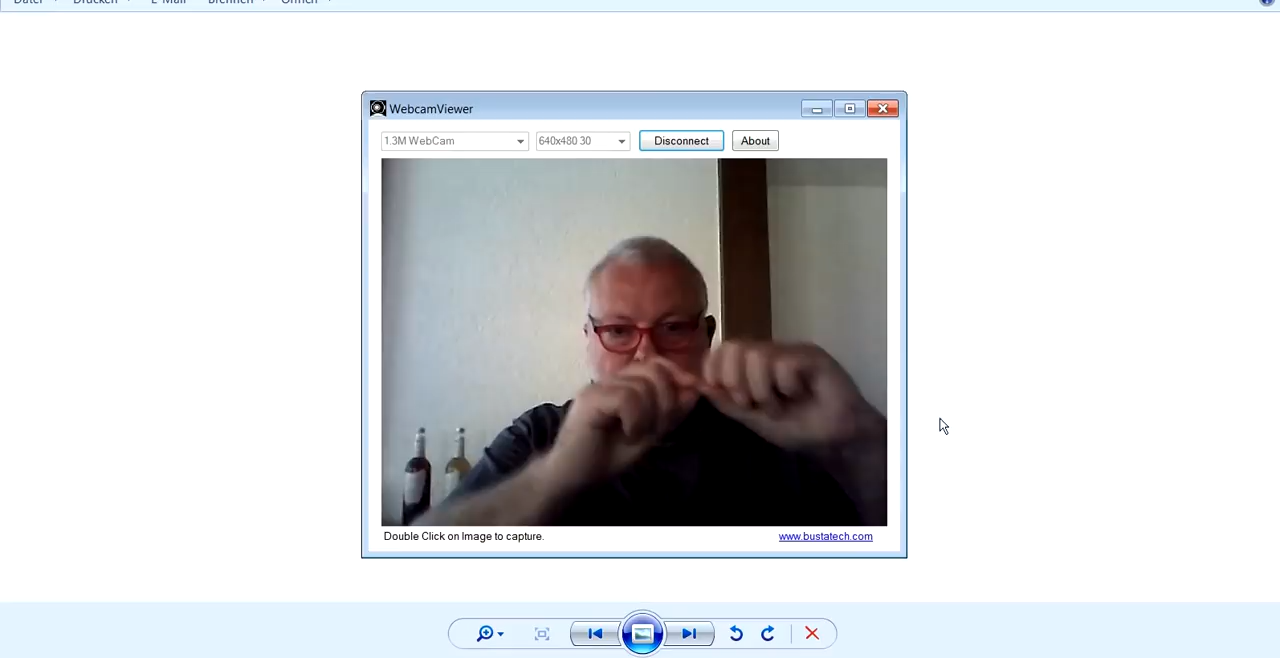 Datei Drucken E-Mail Brennen Öffnen
WebcamViewer
1.3M WebCam 640x480 30 Disconnect About
Double Click on Image to capture. www.bustatech.com